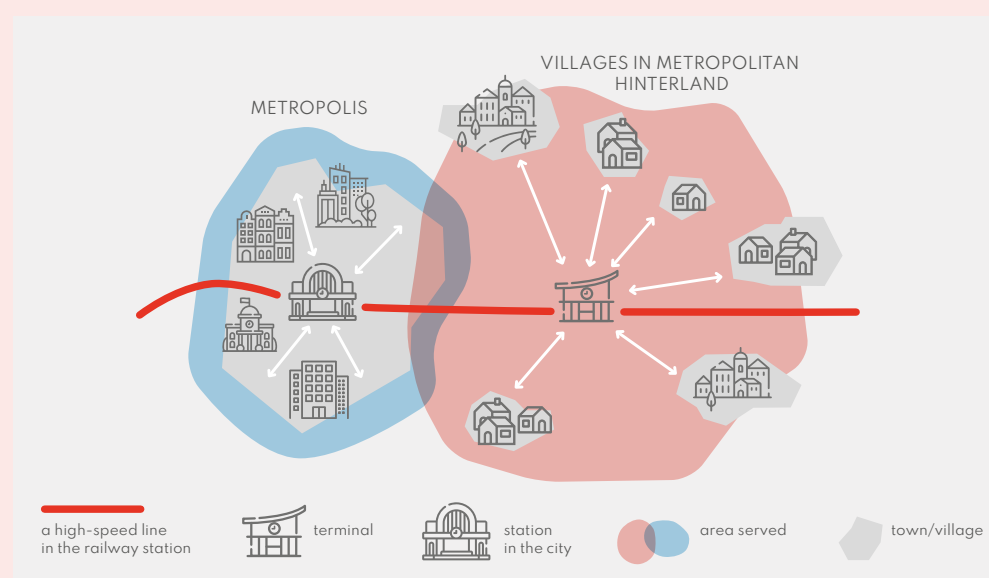 VILLAGES IN METROPOLITAN
HINTERLAND
METROPOLIS
a high-speed line
in the railway station
terminal
station
in the city
area served
town/village